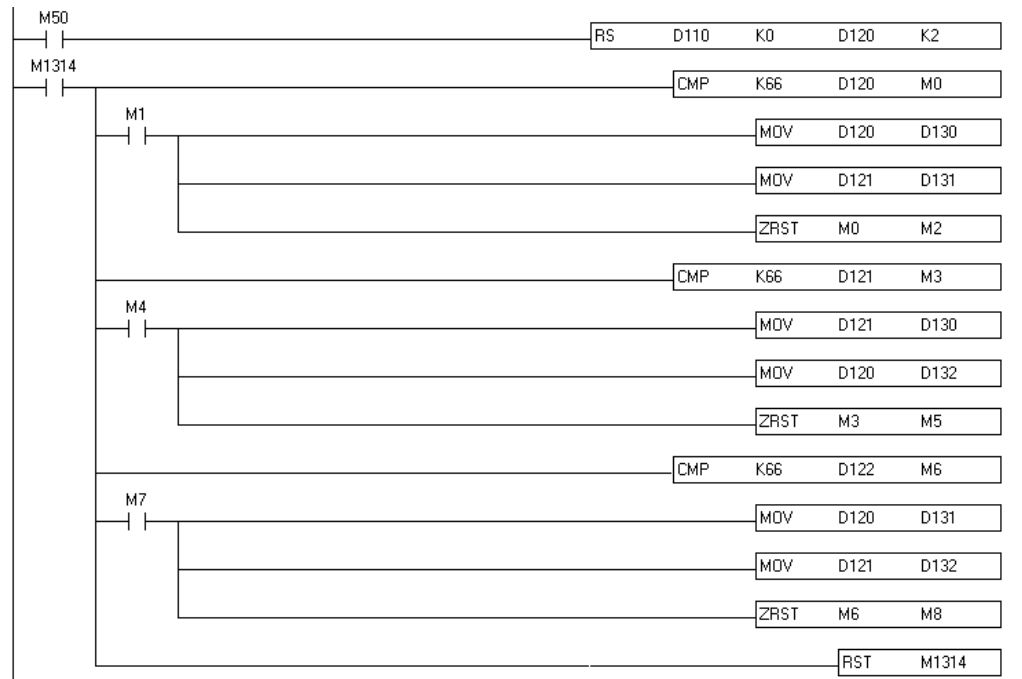 M50
RS D110 K0 D120 K2
M1314
CMP K66 D120 M0
M1
MOV D120 D130
MOV D121 D131
ZRST M0 M2
CMP K66 D121 M3
M4
MOV D121 D130
MOV D120 D132
ZRST M3 M5
CMP K66 D122 M6
M7
MOV D120 D131
MOV D121 D132
ZRST M6 M8
RST M1314